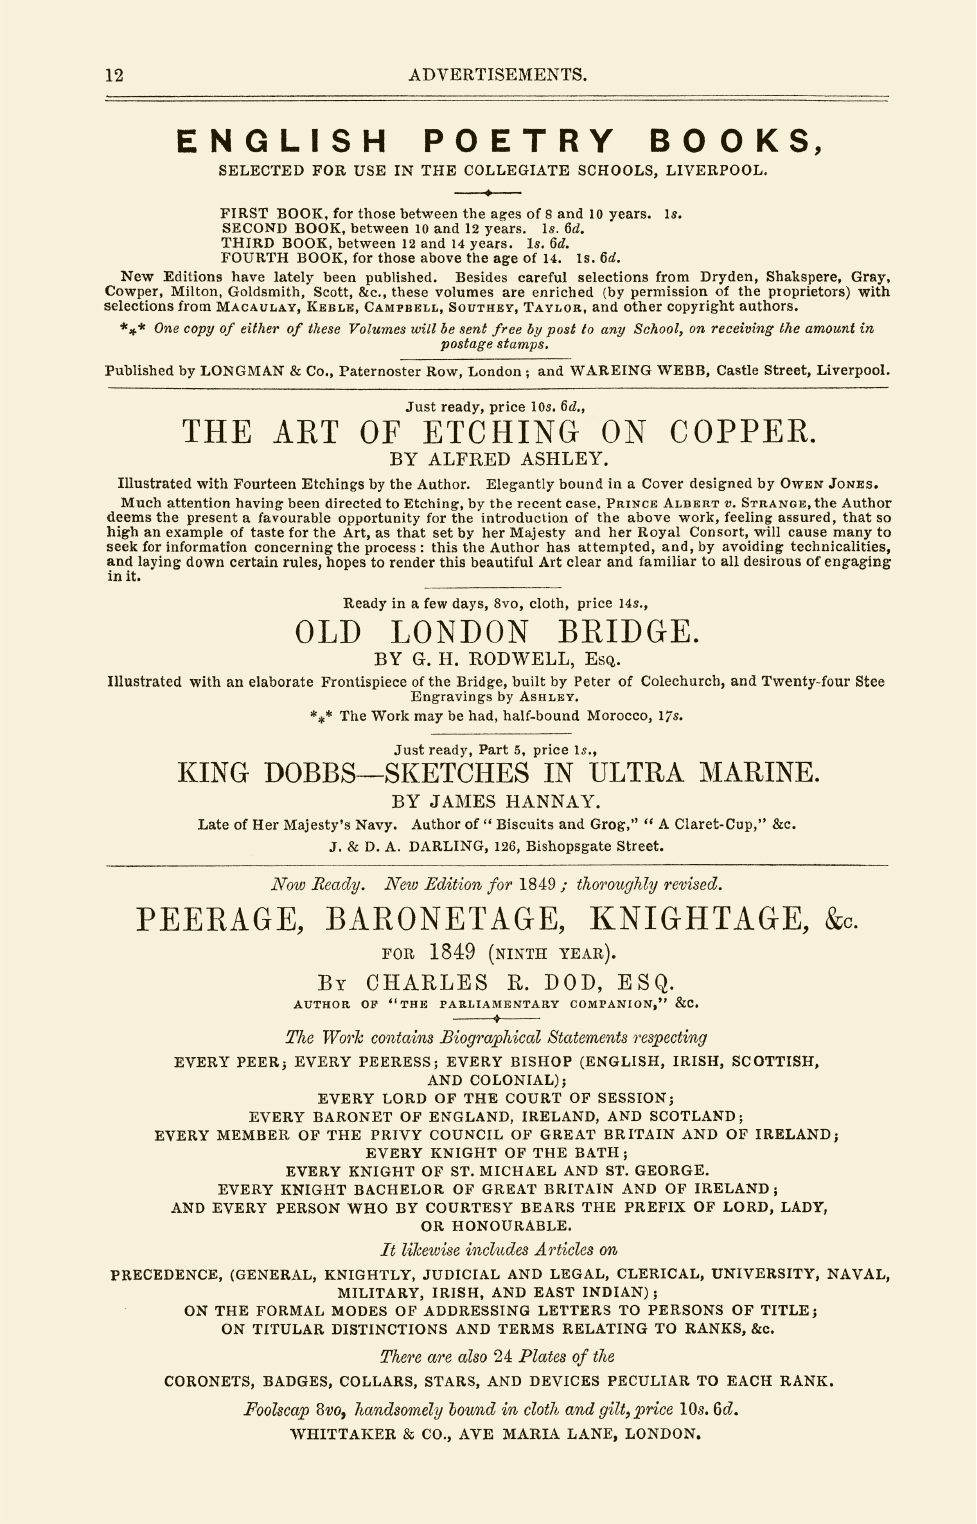 12 ADVERTISEMENTS.
ENGLISH POETRY BOOKS,
SELECTED FOR USE IN THE COLLEGIATE SCHOOLS, LIVERPOOL.
FIRST BOOK, for those between the ages of 8 and 10 years. 1s.
SECOND BOOK, between 10 and 12 years. 1s. 6d.
THIRD BOOK, between 12 and 14 years. 1s. 6d.
FOURTH BOOK, for those above the age of 14. 1s. 6d.
New Editions have lately been published. Besides careful selections from Dryden, Shakspere, Gray,
Cowper, Milton, Goldsmith, Scott, &c., these volumes are enriched (by permission of the proprietors) with
selections from MACAULAY, KEBLE, CAMPBELL, SOUTHEY, TAYLOR, and other copyright authors.
*** One copy of either of these Volumes will be sent free by post to any School, on receiving the amount in
postage stamps.
Published by LONGMAN & Co., Paternoster Row, London; and WAREING WEBB, Castle Street, Liverpool.
Just ready, price 10s. 6d.,
THE ART OF ETCHING ON COPPER.
BY ALFRED ASHLEY.
Illustrated with Fourteen Etchings by the Author. Elegantly bound in a Cover designed by OWEN JONES.
Much attention having been directed to Etching, by the recent case, PRINCE ALBERT v. STRANGE, the Author
deems the present a favourable opportunity for the introduction of the above work, feeling assured, that so
high an example of taste for the Art, as that set by her Majesty and her Royal Consort, will cause many to
seek for information concerning the process: this the Author has attempted, and, by avoiding technicalities,
and laying down certain rules, hopes to render this beautiful Art clear and familiar to all desirous of engaging
in it.
Ready in a few days, 8vo, cloth, price 14s.,
OLD LONDON BRIDGE.
BY G. H. RODWELL, ESQ.
Illustrated with an elaborate Frontispiece of the Bridge, built by Peter of Colechurch, and Twenty-four Stee
Engravings by ASHLEY.
*** The Work may be had, half-bound Morocco, 17s.
Just ready, Part 5, price 1s.,
KING DOBBS—SKETCHES IN ULTRA MARINE.
BY JAMES HANNAY.
Late of Her Majesty's Navy. Author of "Biscuits and Grog," "A Claret-Cup," &c.
J. & D. A. DARLING, 126, Bishopsgate Street.
Now Ready. New Edition for 1849; thoroughly revised.
PEERAGE, BARONETAGE, KNIGHTAGE, &c.
FOR 1849 (NINTH YEAR).
BY CHARLES R. DOD, ESQ.
AUTHOR OF "THE PARLIAMENTARY COMPANION," &C.
The Work contains Biographical Statements respecting
EVERY PEER; EVERY PEERESS; EVERY BISHOP (ENGLISH, IRISH, SCOTTISH,
AND COLONIAL);
EVERY LORD OF THE COURT OF SESSION;
EVERY BARONET OF ENGLAND, IRELAND, AND SCOTLAND;
EVERY MEMBER OF THE PRIVY COUNCIL OF GREAT BRITAIN AND OF IRELAND;
EVERY KNIGHT OF THE BATH;
EVERY KNIGHT OF ST. MICHAEL AND ST. GEORGE.
EVERY KNIGHT BACHELOR OF GREAT BRITAIN AND OF IRELAND;
AND EVERY PERSON WHO BY COURTESY BEARS THE PREFIX OF LORD, LADY,
OR HONOURABLE.
It likewise includes Articles on
PRECEDENCE, (GENERAL, KNIGHTLY, JUDICIAL AND LEGAL, CLERICAL, UNIVERSITY, NAVAL,
MILITARY, IRISH, AND EAST INDIAN);
ON THE FORMAL MODES OF ADDRESSING LETTERS TO PERSONS OF TITLE;
ON TITULAR DISTINCTIONS AND TERMS RELATING TO RANKS, &c.
There are also 24 Plates of the
CORONETS, BADGES, COLLARS, STARS, AND DEVICES PECULIAR TO EACH RANK.
Foolscap 8vo, handsomely bound in cloth and gilt, price 10s. 6d.
WHITTAKER & CO., AVE MARIA LANE, LONDON.